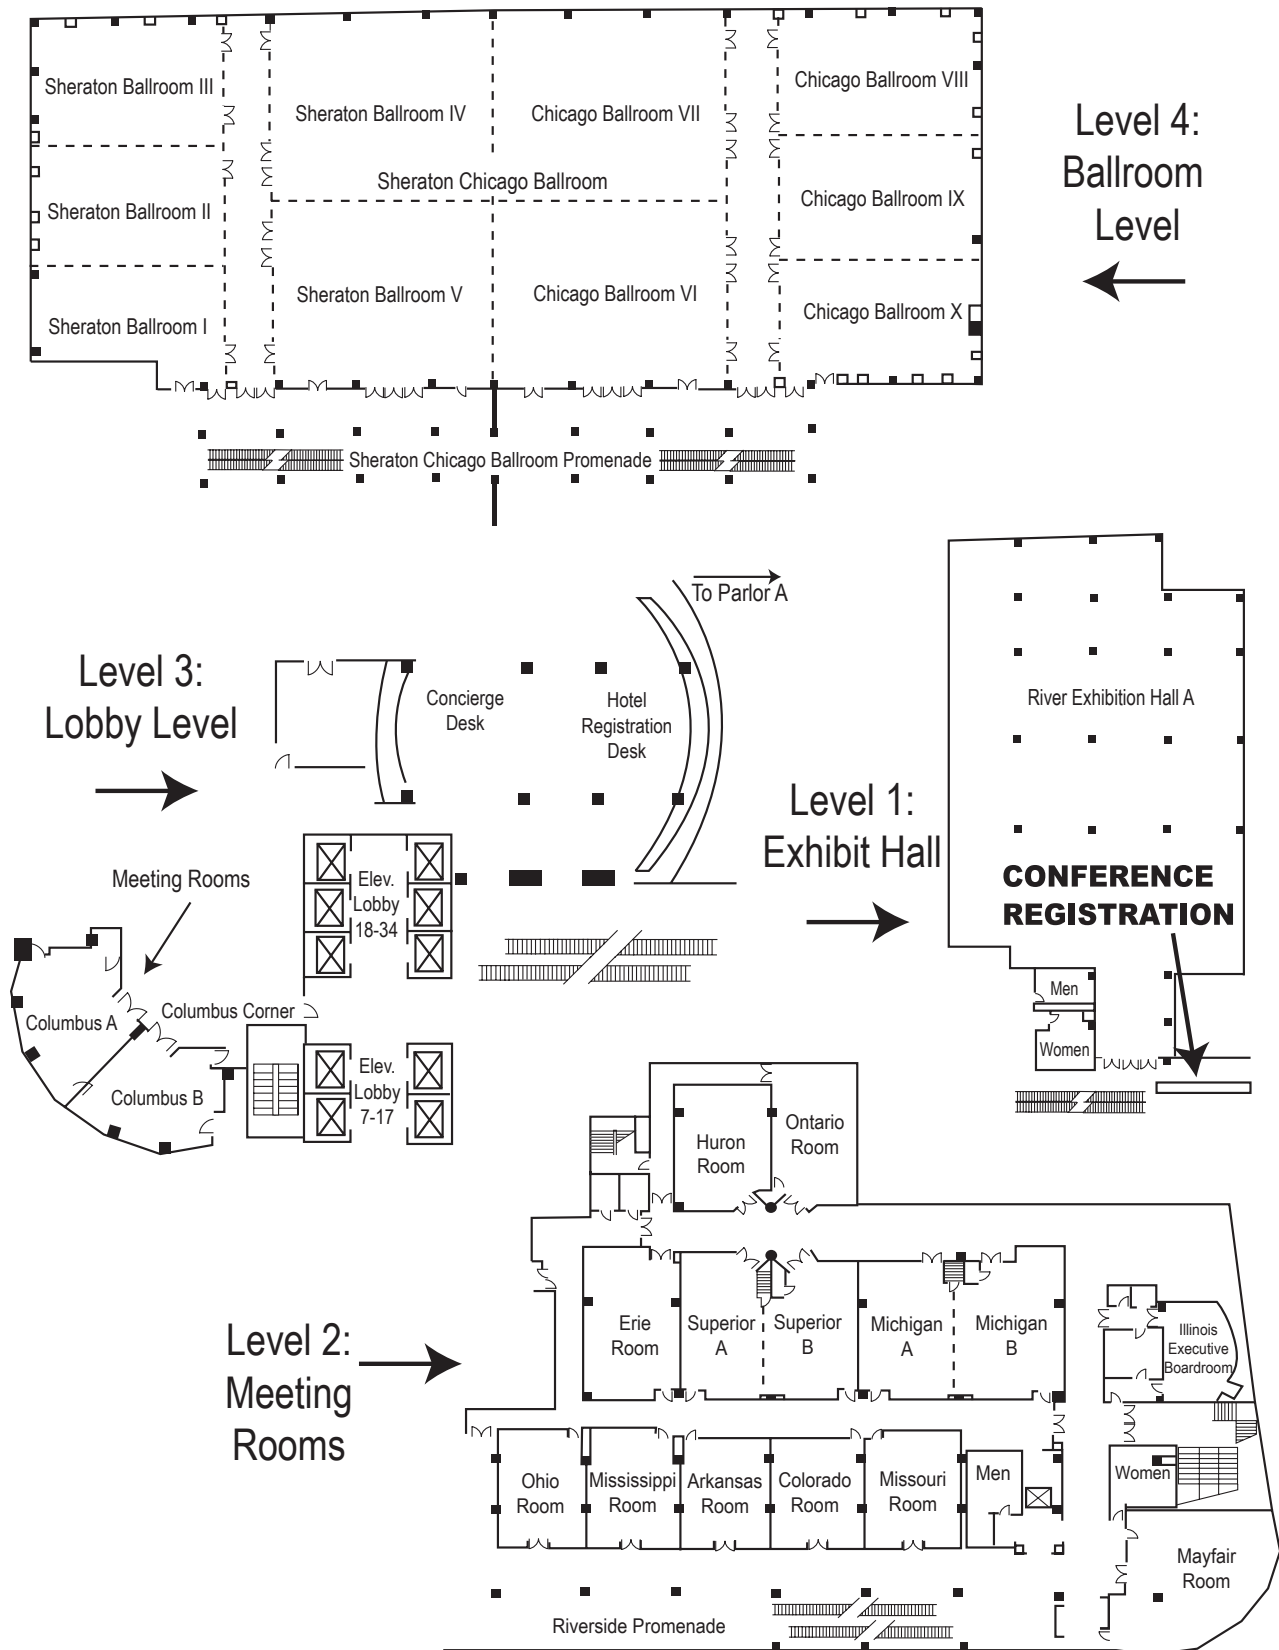 Sheraton Ballroom III
Sheraton Ballroom IV
Chicago Ballroom VII
Chicago Ballroom VIII
Level 4:
Ballroom
Level
Sheraton Chicago Ballroom
Sheraton Ballroom II
Chicago Ballroom IX
Sheraton Ballroom V
Chicago Ballroom VI
Sheraton Ballroom I
Chicago Ballroom X
Sheraton Chicago Ballroom Promenade
To Parlor A
Level 3:
Lobby Level
Concierge
Desk
Hotel
Registration
Desk
River Exhibition Hall A
Level 1:
Exhibit Hall
CONFERENCE
REGISTRATION
Meeting Rooms
Elev.
Lobby
18-34
Columbus A
Columbus Corner
Columbus B
Elev.
Lobby
7-17
Men
Women
Huron
Room
Ontario
Room
Level 2:
Meeting
Rooms
Erie
Room
Superior
A
Superior
B
Michigan
A
Michigan
B
Illinois
Executive
Boardroom
Ohio
Room
Mississippi
Room
Arkansas
Room
Colorado
Room
Missouri
Room
Men
Women
Mayfair
Room
Riverside Promenade